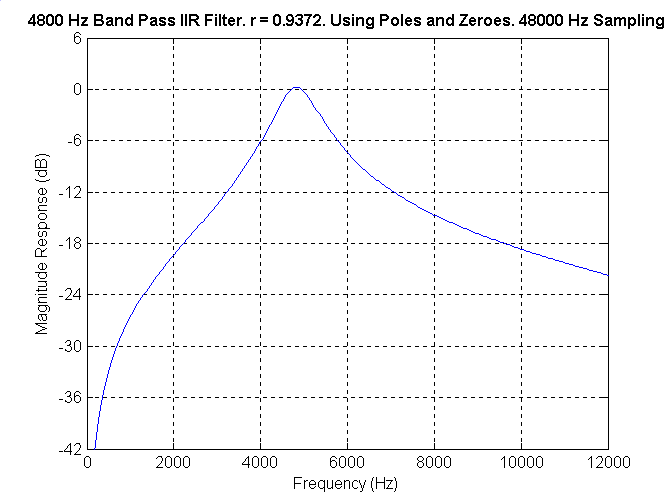 4800 Hz Band Pass IIR Filter. r = 0.9372. Using Poles and Zeroes. 48000 Hz Sampling
6
0
-6
-12
-18
-24
-30
-36
-42
Magnitude Response (dB)
0 2000 4000 6000 8000 10000 12000
Frequency (Hz)